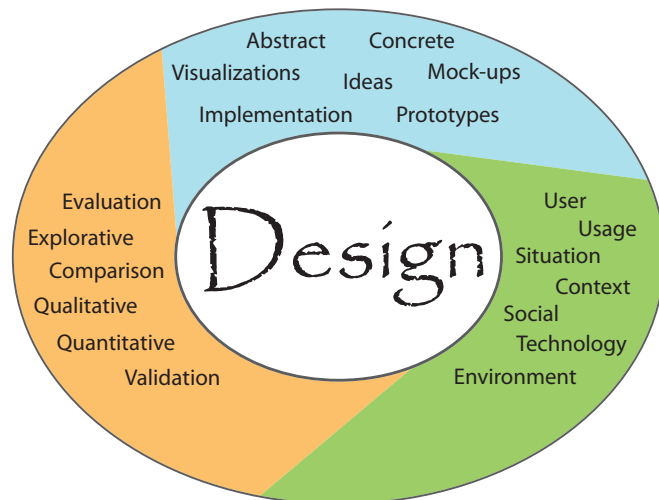 Abstract Concrete
Visualizations Ideas Mock-ups
Implementation Prototypes
Evaluation
Explorative
Comparison
Qualitative
Quantitative
Validation
Design
User
Usage
Situation
Context
Social
Technology
Environment